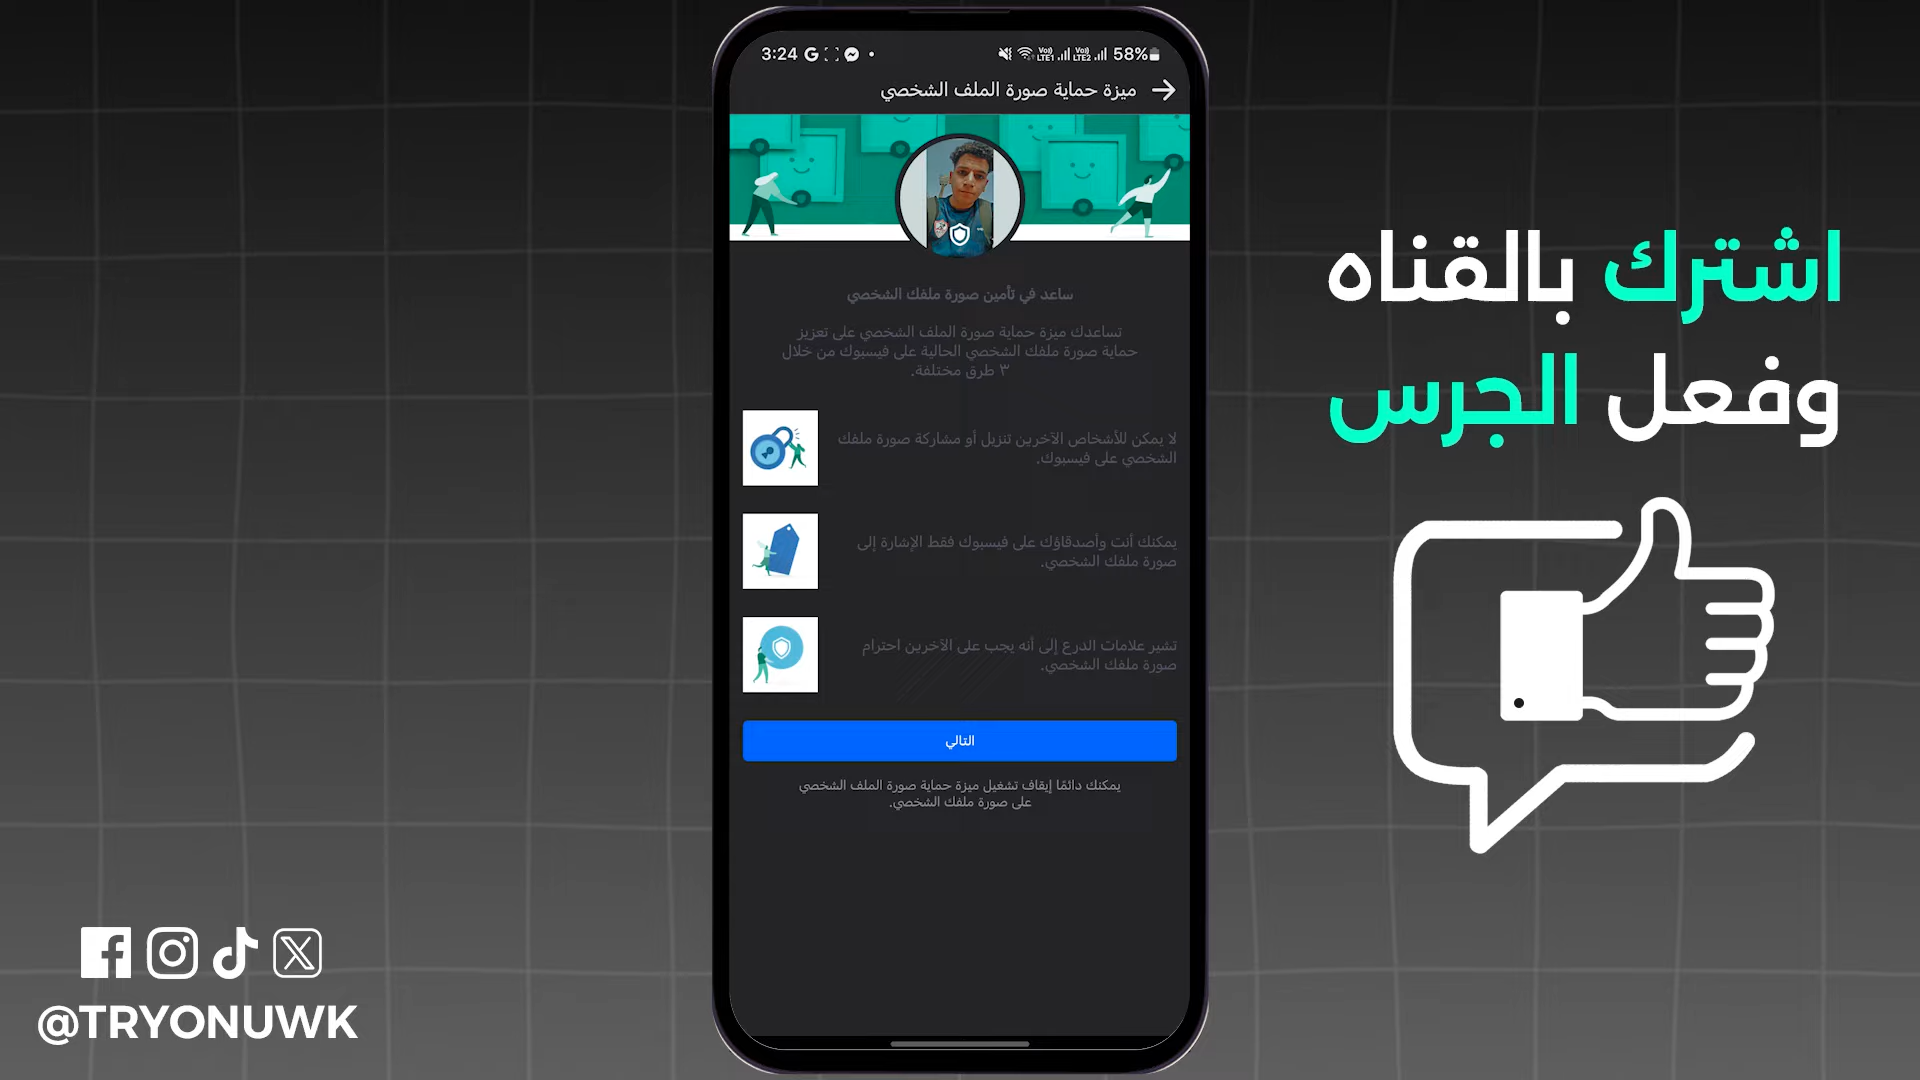 3:24
Vo)) LTE1 Vo)) LTE2 58%
ميزة حماية صورة الملف الشخصي
ساعد في تأمين صورة ملفك الشخصي
تساعدك ميزة حماية صورة الملف الشخصي على تعزيز
حماية صورة ملفك الشخصي الحالية على فيسبوك من خلال
٣ طرق مختلفة.
لا يمكن للأشخاص الآخرين تنزيل أو مشاركة صورة ملفك
الشخصي على فيسبوك.
يمكنك أنت وأصدقاؤك على فيسبوك فقط الإشارة إلى
صورة ملفك الشخصي.
تشير علامات الدرع إلى أنه يجب على الآخرين احترام
صورة ملفك الشخصي.
التالي
يمكنك دائمًا إيقاف تشغيل ميزة حماية صورة الملف الشخصي
على صورة ملفك الشخصي.
اشترك بالقناه
وفعل الجرس
@TRYONUWK